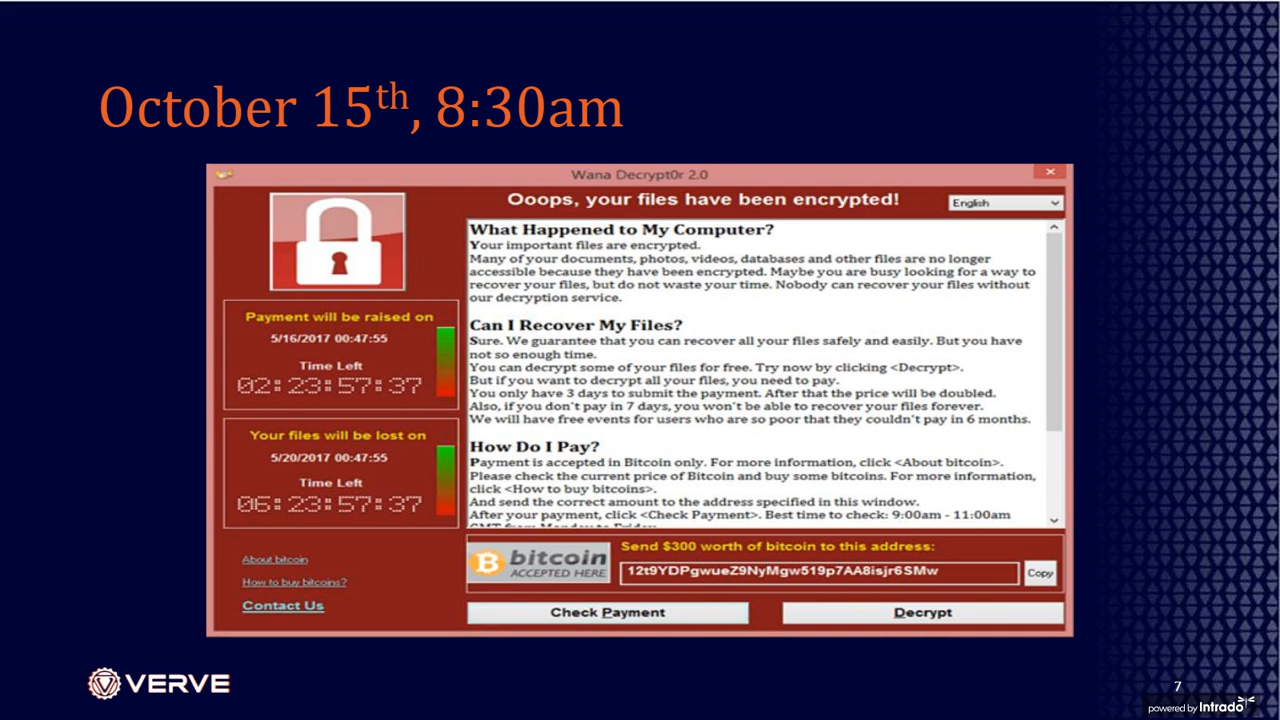 October 15th, 8:30am
Wana Decrypt0r 2.0
Ooops, your files have been encrypted!
English
Payment will be raised on
5/16/2017 00:47:55
Time Left
02:23:57:37
Your files will be lost on
5/20/2017 00:47:55
Time Left
06:23:57:37
About bitcoin
How to buy bitcoins?
Contact Us
What Happened to My Computer?
Your important files are encrypted.
Many of your documents, photos, videos, databases and other files are no longer
accessible because they have been encrypted. Maybe you are busy looking for a way to
recover your files, but do not waste your time. Nobody can recover your files without
our decryption service.
Can I Recover My Files?
Sure. We guarantee that you can recover all your files safely and easily. But you have
not so enough time.
You can decrypt some of your files for free. Try now by clicking <Decrypt>.
But if you want to decrypt all your files, you need to pay.
You only have 3 days to submit the payment. After that the price will be doubled.
Also, if you don't pay in 7 days, you won't be able to recover your files forever.
We will have free events for users who are so poor that they couldn't pay in 6 months.
How Do I Pay?
Payment is accepted in Bitcoin only. For more information, click <About bitcoin>.
Please check the current price of Bitcoin and buy some bitcoins. For more information,
click <How to buy bitcoins>.
And send the correct amount to the address specified in this window.
After your payment, click <Check Payment>. Best time to check: 9:00am - 11:00am
GMT from Monday to Friday.
bitcoin
ACCEPTED HERE
Send $300 worth of bitcoin to this address:
12t9YDPgwueZ9NyMgw519p7AA8isjr6SMw
Copy
Check Payment
Decrypt
VERVE
7
powered by Intrado